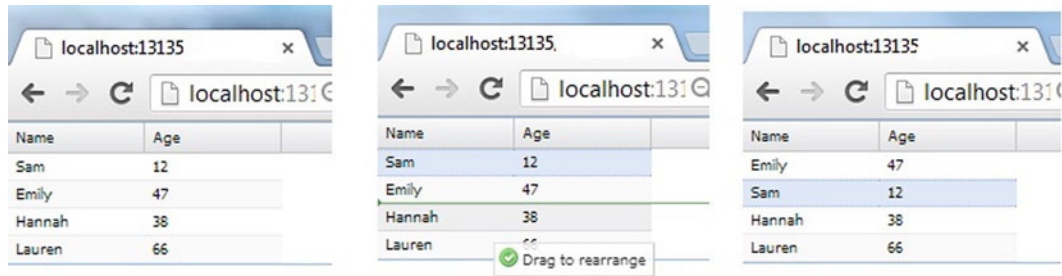 localhost:13135
localhost:131
Name Age
Sam 12
Emily 47
Hannah 38
Lauren 66
localhost:13135
localhost:131
Name Age
Sam 12
Emily 47
Hannah 38
Lauren 66
Drag to rearrange
localhost:13135
localhost:131
Name Age
Emily 47
Sam 12
Hannah 38
Lauren 66